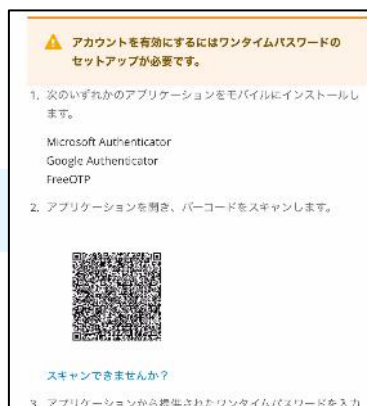 アカウントを有効にするにはワンタイムパスワードの
セットアップが必要です。
1. 次のいずれかのアプリケーションをモバイルにインストールし
ます。
Microsoft Authenticator
Google Authenticator
FreeOTP
2. アプリケーションを開き、バーコードをスキャンします。
スキャンできませんか?
3. アプリケーションから提供されたワンタイムパスワードを入力